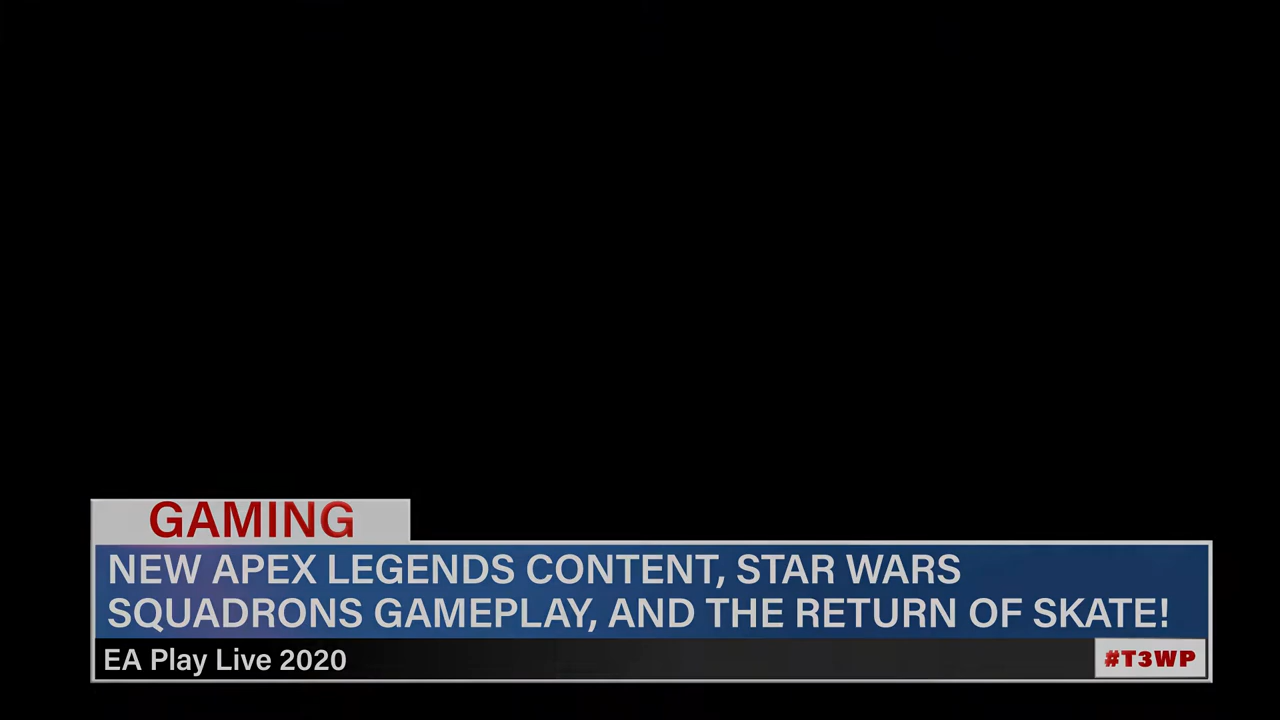 GAMING
NEW APEX LEGENDS CONTENT, STAR WARS
SQUADRONS GAMEPLAY, AND THE RETURN OF SKATE!
EA Play Live 2020
#T3WP